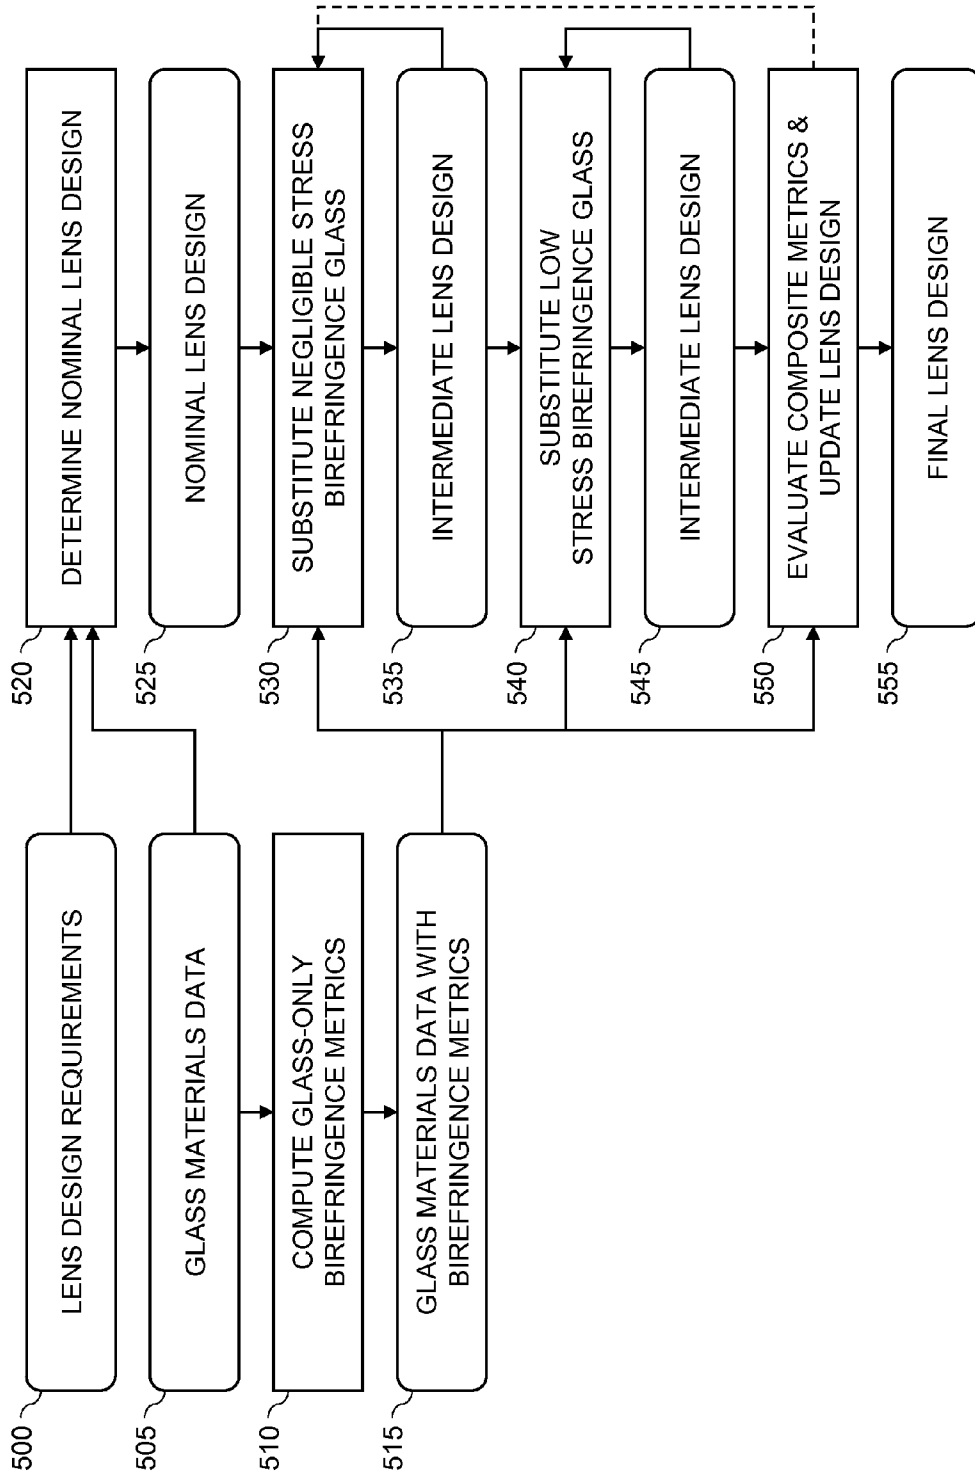 500
LENS DESIGN REQUIREMENTS
505
GLASS MATERIALS DATA
510
COMPUTE GLASS-ONLY
BIREFRINGENCE METRICS
515
GLASS MATERIALS DATA WITH
BIREFRINGENCE METRICS
520
DETERMINE NOMINAL LENS DESIGN
525
NOMINAL LENS DESIGN
530
SUBSTITUTE NEGLIGIBLE STRESS
BIREFRINGENCE GLASS
535
INTERMEDIATE LENS DESIGN
540
SUBSTITUTE LOW
STRESS BIREFRINGENCE GLASS
545
INTERMEDIATE LENS DESIGN
550
EVALUATE COMPOSITE METRICS &
UPDATE LENS DESIGN
555
FINAL LENS DESIGN